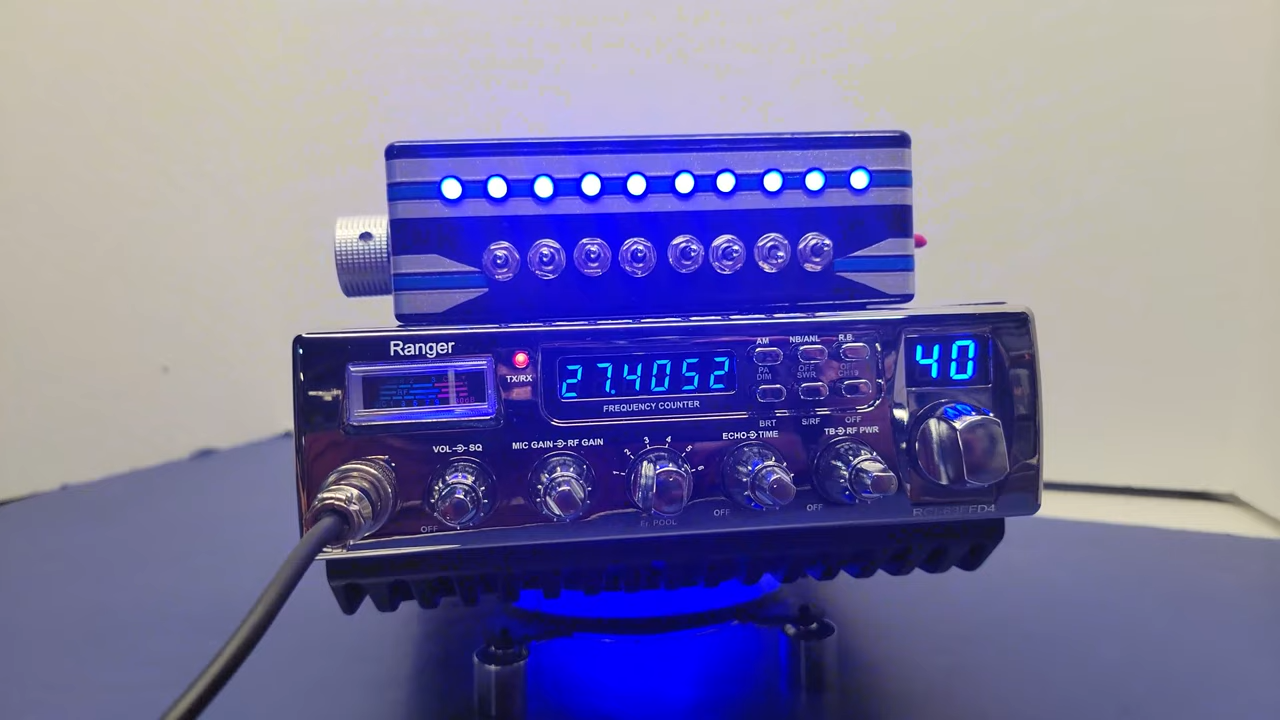 Ranger
TX/RX
27.4052
FREQUENCY COUNTER
AM
NB/ANL
R.B.
PA
DIM
OFF
SWR
OFF
CH19
BRT
S/RF
OFF
40
VOL SQ
MIC GAIN RF GAIN
1 2 3 4 5 6
ECHO TIME
TB RF PWR
OFF
OFF
OFF